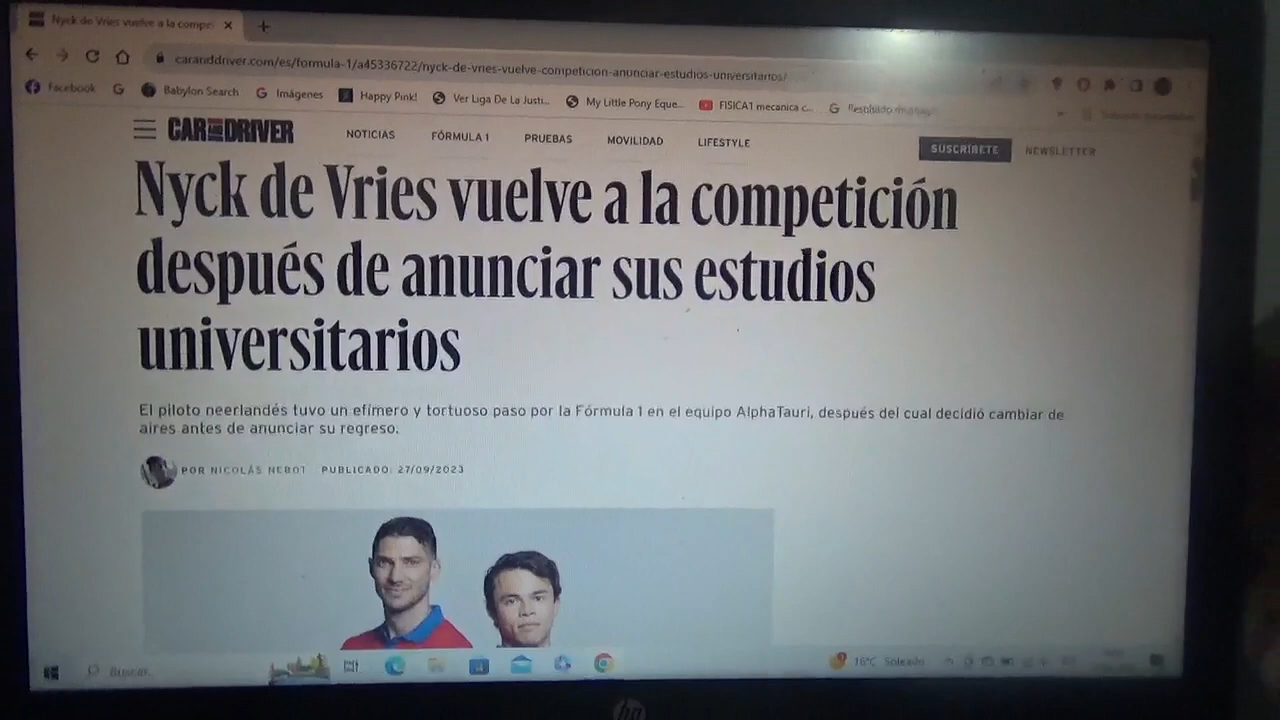 Nyck de Vries vuelve a la compe
caranddriver.com/es/formula-1/a45336722/nyck-de-vries-vuelve-competicion-anunciar-estudios-universitarios/
Facebook Babylon Search Imágenes Happy Pink! Ver Liga De La Justi... My Little Pony Eque... FISICA1 mecanica c...
CAR AND DRIVER NOTICIAS FÓRMULA 1 PRUEBAS MOVILIDAD LIFESTYLE SUSCRÍBETE NEWSLETTER
Nyck de Vries vuelve a la competición
después de anunciar sus estudios
universitarios
El piloto neerlandés tuvo un efímero y tortuoso paso por la Fórmula 1 en el equipo AlphaTauri, después del cual decidió cambiar de
aires antes de anunciar su regreso.
POR NICOLÁS NEBOT PUBLICADO: 27/09/2023
Buscar 16°C Soleado
hp